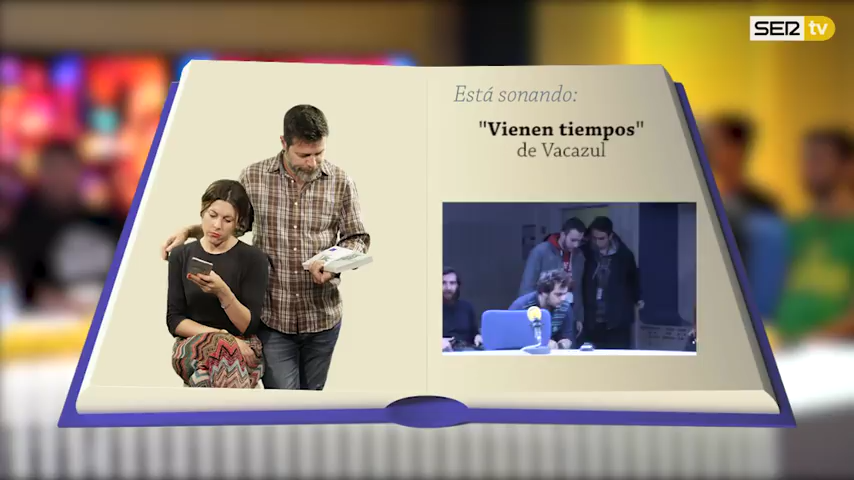 SER tv
Está sonando:
"Vienen tiempos"
de Vacazul